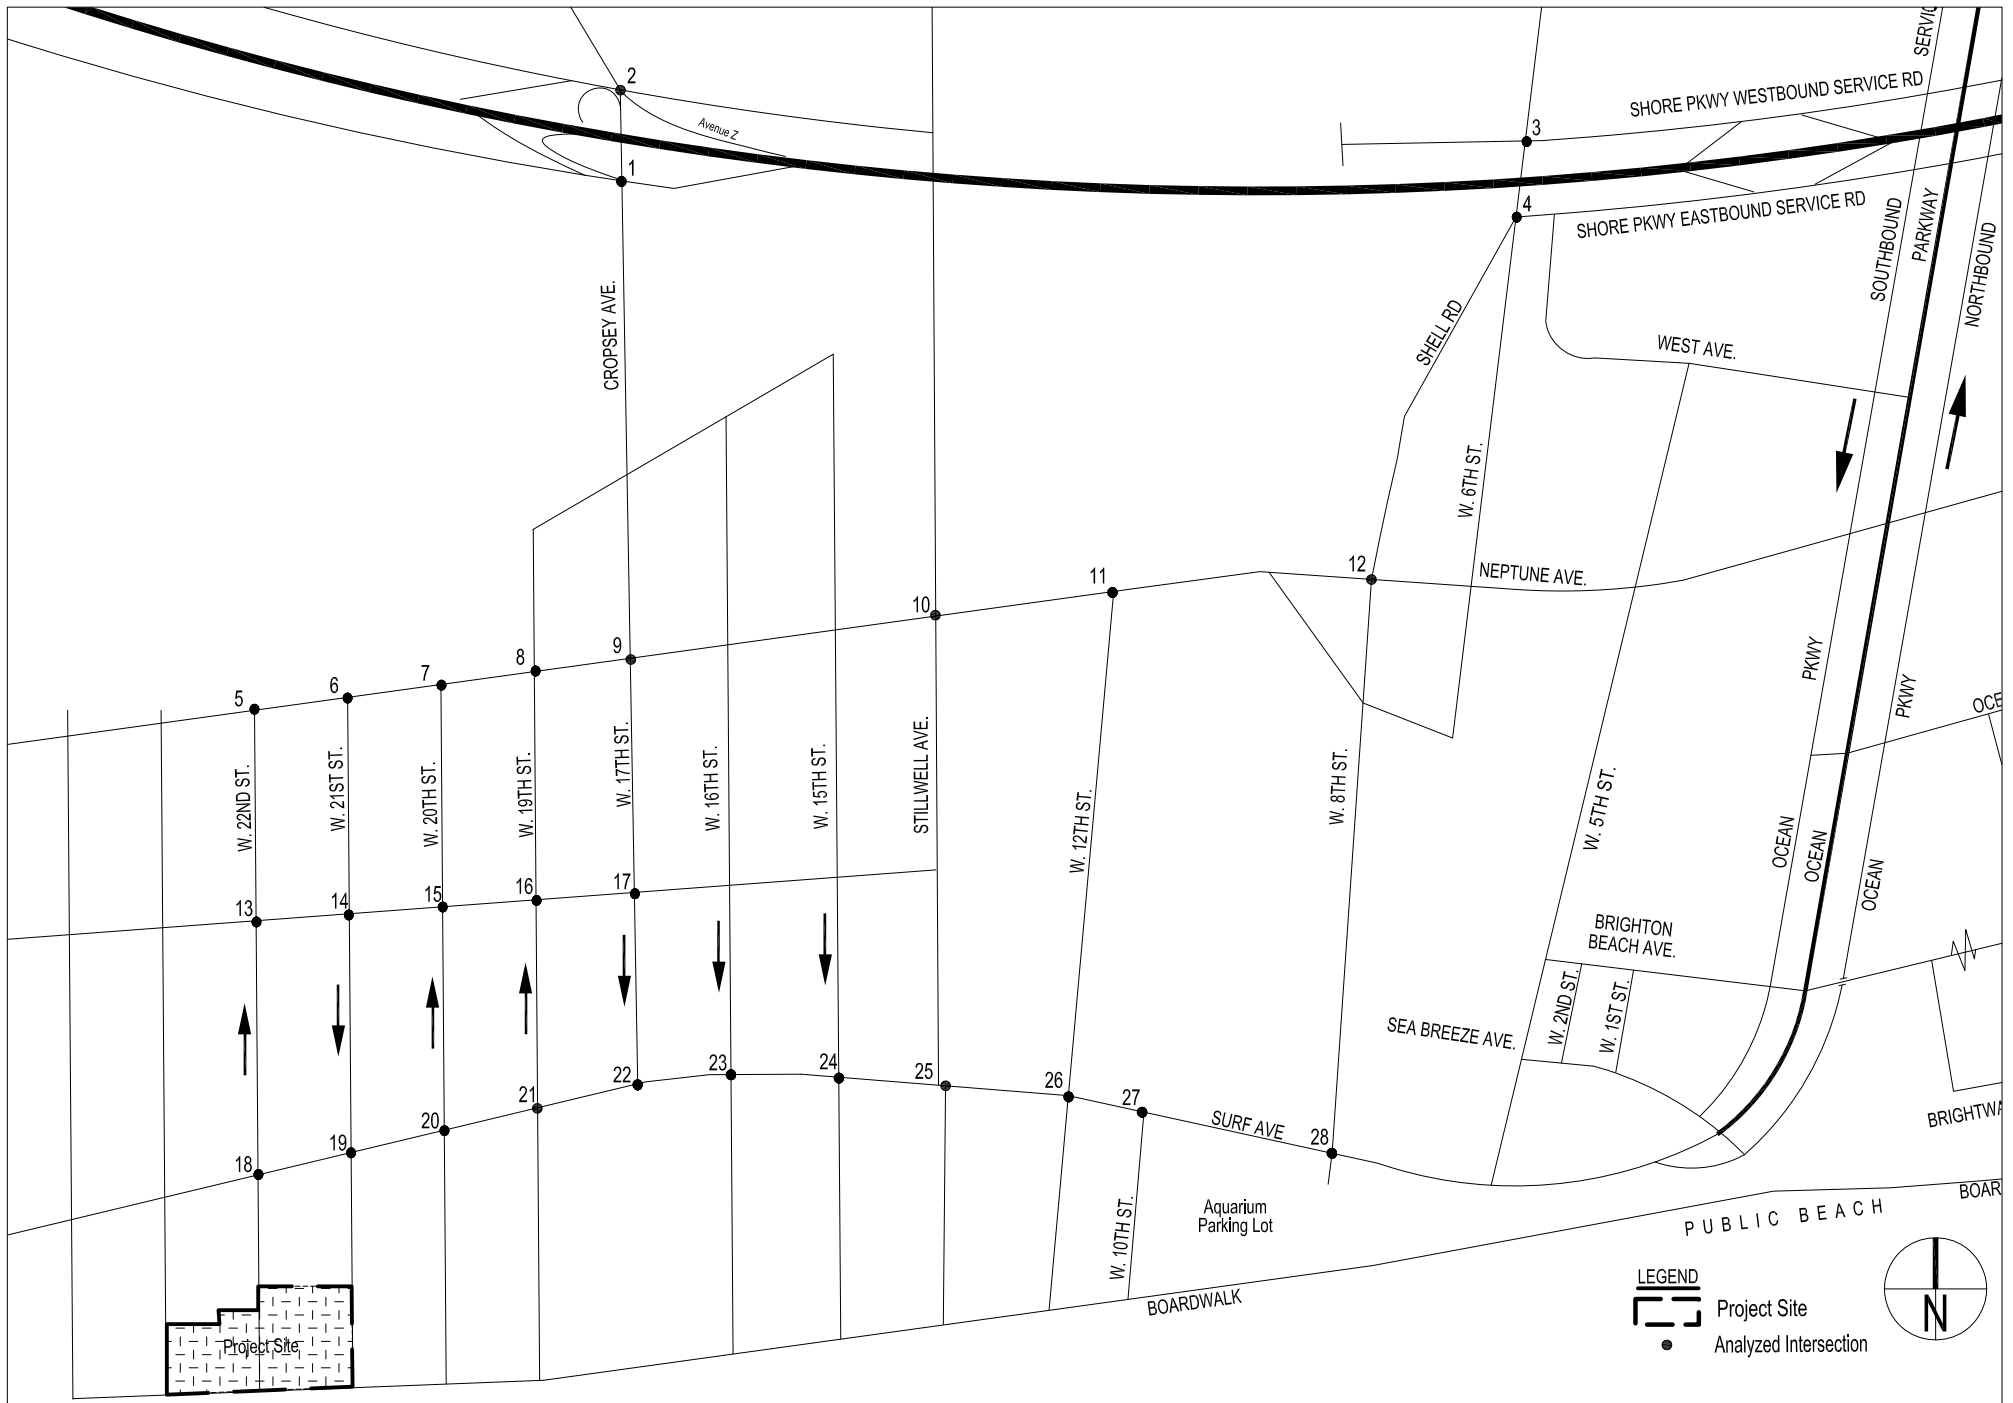 SERVIC
2
Avenue Z
SHORE PKWY WESTBOUND SERVICE RD
3
1
SHORE PKWY EASTBOUND SERVICE RD
4
SOUTHBOUND
PARKWAY
NORTHBOUND
CROPSEY AVE.
SHELL RD
WEST AVE.
W. 6TH ST.
12
NEPTUNE AVE.
11
10
9
8
7
6
5
W. 22ND ST.
W. 21ST ST.
W. 20TH ST.
W. 19TH ST.
W. 17TH ST.
W. 16TH ST.
W. 15TH ST.
STILLWELL AVE.
W. 12TH ST.
W. 8TH ST.
W. 5TH ST.
PKWY
PKWY
OCE
OCEAN
OCEAN
OCEAN
13
14
15
16
17
BRIGHTON
BEACH AVE.
W. 2ND ST.
W. 1ST ST.
SEA BREEZE AVE.
18
19
20
21
22
23
24
25
26
27
SURF AVE
28
BRIGHTWA
W. 10TH ST.
Aquarium
Parking Lot
BOAR
PUBLIC BEACH
BOARDWALK
Project Site
LEGEND
Project Site
Analyzed Intersection
N